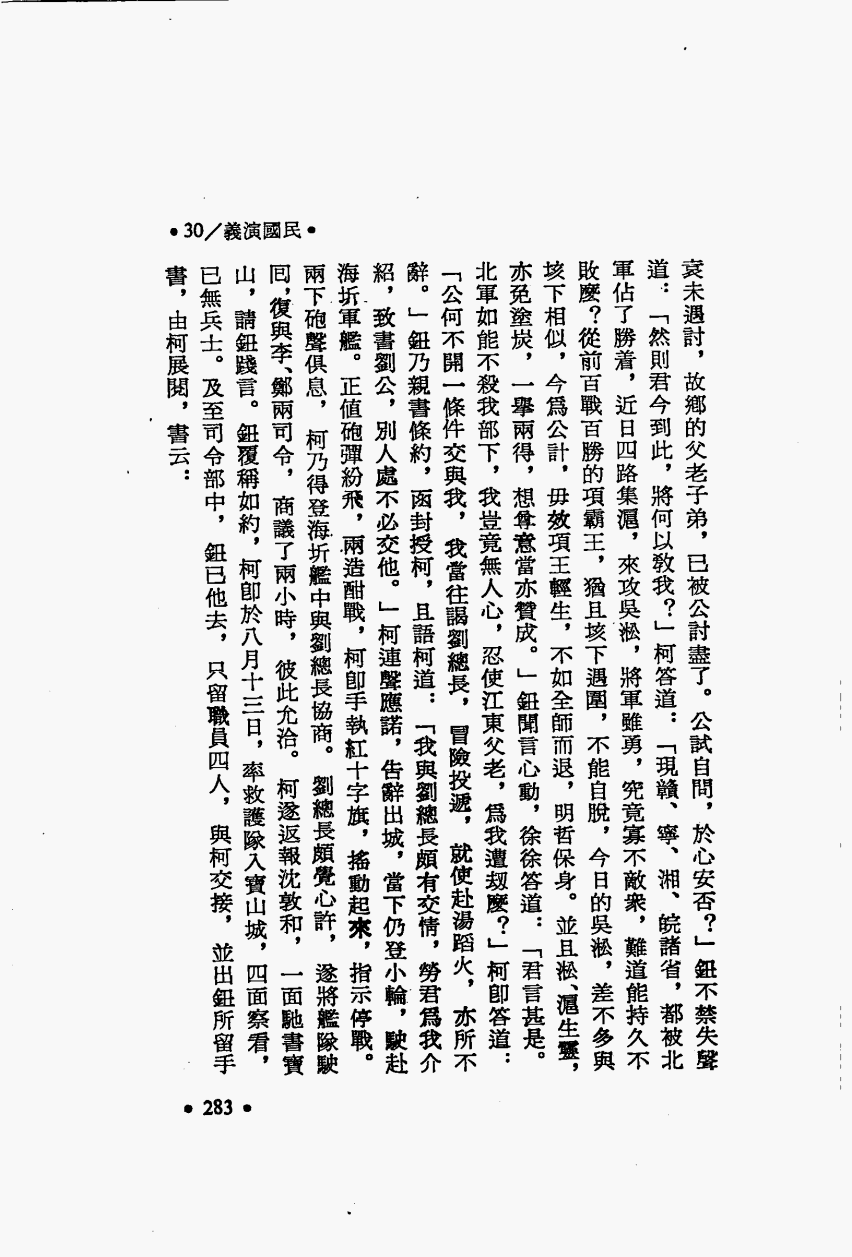 •30/義演國民•
袁未遇討，故鄉的父老子弟，已被公討盡了。公試自問，於心安否？」鈕不禁失聲
道：「然則君今到此，將何以教我？」柯答道：「現贛、寧、湘、皖諸省，都被北
軍佔了勝着，近日四路集滬，來攻吳淞，將軍雖勇，究竟寡不敵衆，難道能持久不
敗麼？從前百戰百勝的項霸王，猶且垓下遇圍，不能自脫，今日的吳淞，差不多與
垓下相似，今爲公計，毋效項王輕生，不如全師而退，明哲保身。並且淞、滬生靈，
亦免塗炭，一舉兩得，想尊意當亦贊成。」鈕聞言心動，徐徐答道：「君言甚是。
北軍如能不殺我部下，我豈竟無人心，忍使江東父老，爲我遭刼麼？」柯卽答道：
「公何不開一條件交與我，我當往謁劉總長，冒險投遞，就使赴湯蹈火，亦所不
辭。」鈕乃親書條約，函封授柯，且語柯道：「我與劉總長頗有交情，勞君爲我介
紹，致書劉公，別人處不必交他。」柯連聲應諾，告辭出城，當下仍登小輪，駛赴
海圻軍艦。正值砲彈紛飛，兩造酣戰，柯卽手執紅十字旗，搖動起來，指示停戰。
兩下砲聲俱息，柯乃得登海圻艦中與劉總長協商。劉總長頗覺心許，遂將艦隊駛
回，復與李、鄭兩司令，商議了兩小時，彼此允洽。柯遂返報沈敦和，一面馳書寶
山，請鈕踐言。鈕覆稱如約，柯卽於八月十三日，率救護隊入寶山城，四面察看，
已無兵士。及至司令部中，鈕已他去，只留職員四人，與柯交接，並出鈕所留手
書，由柯展閱，書云：
•283•